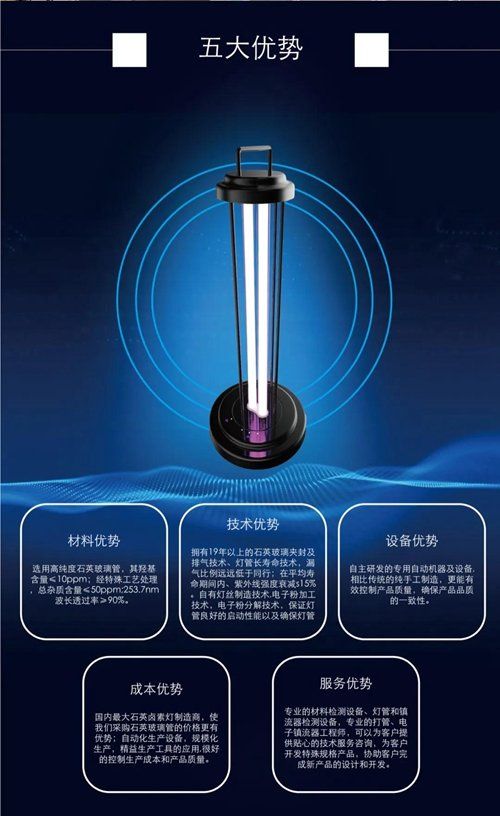 五大优势
材料优势
选用高纯度石英玻璃管，其羟基
含量≤10ppm；经特殊工艺处理
，总杂质含量≤50ppm;253.7nm
波长透过率≥90%。
技术优势
拥有19年以上的石英玻璃夹封及
排气技术、灯管长寿命技术，漏
气比例远远低于同行；在平均寿
命期间内、紫外线强度衰减≤15%
。自有灯丝制造技术,电子粉加工
技术，电子粉分解技术，保证灯
管良好的启动性能以及确保灯管
设备优势
自主研发的专用自动机器及设备,
相比传统的纯手工制造，更能有
效控制产品质量，确保产品品质
的一致性。
成本优势
国内最大石英卤素灯制造商，使
我们采购石英玻璃管的价格更有
优势；自动化生产设备，规模化
生产，精益生产工具的应用,很好
的控制生产成本和产品质量。
服务优势
专业的材料检测设备、灯管和镇
流器检测设备，专业的打管、电
子镇流器工程师，可以为客户提
供贴心的技术服务咨询，为客户
开发特殊规格产品，协助客户完
成新产品的设计和开发。